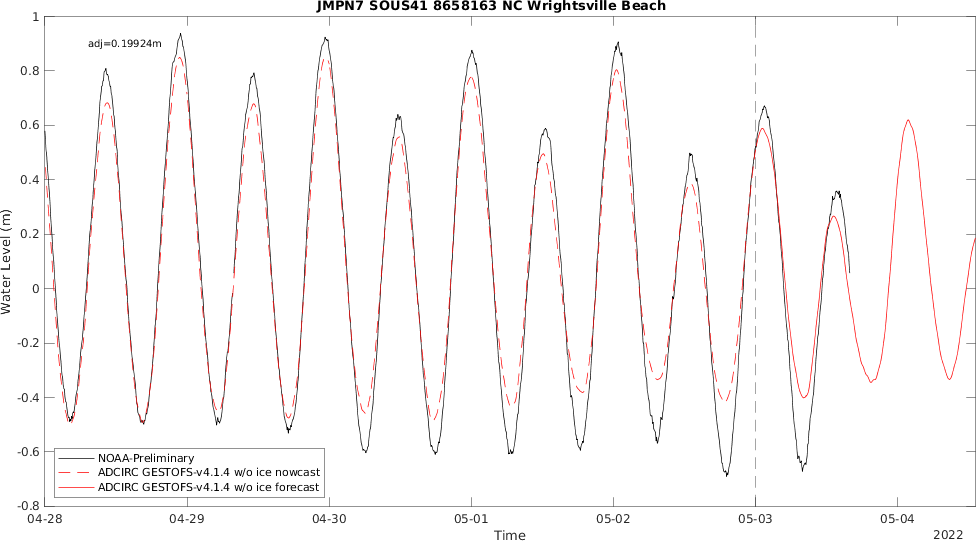 JMPN7 SOUS41 8658163 NC Wrightsville Beach
adj=0.19924m
1
0.8
0.6
0.4
0.2
0
-0.2
-0.4
-0.6
-0.8
Water Level (m)
NOAA-Preliminary
ADCIRC GESTOFS-v4.1.4 w/o ice nowcast
ADCIRC GESTOFS-v4.1.4 w/o ice forecast
04-28 04-29 04-30 05-01 05-02 05-03 05-04
Time
2022